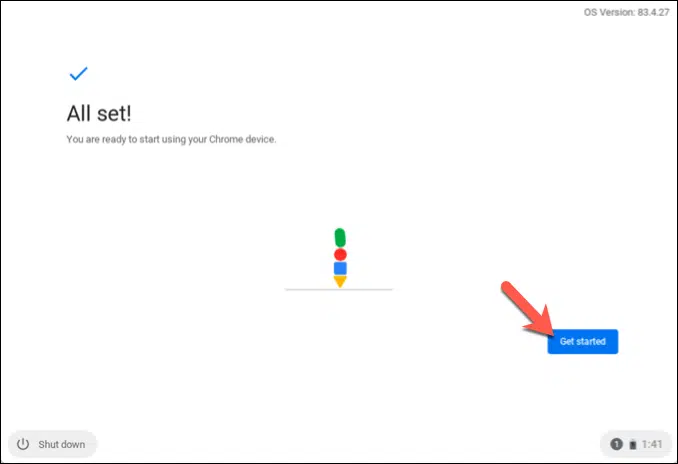 OS Version: 83.4.27
All set!
You are ready to start using your Chrome device.
Get started
Shut down
1 1:41